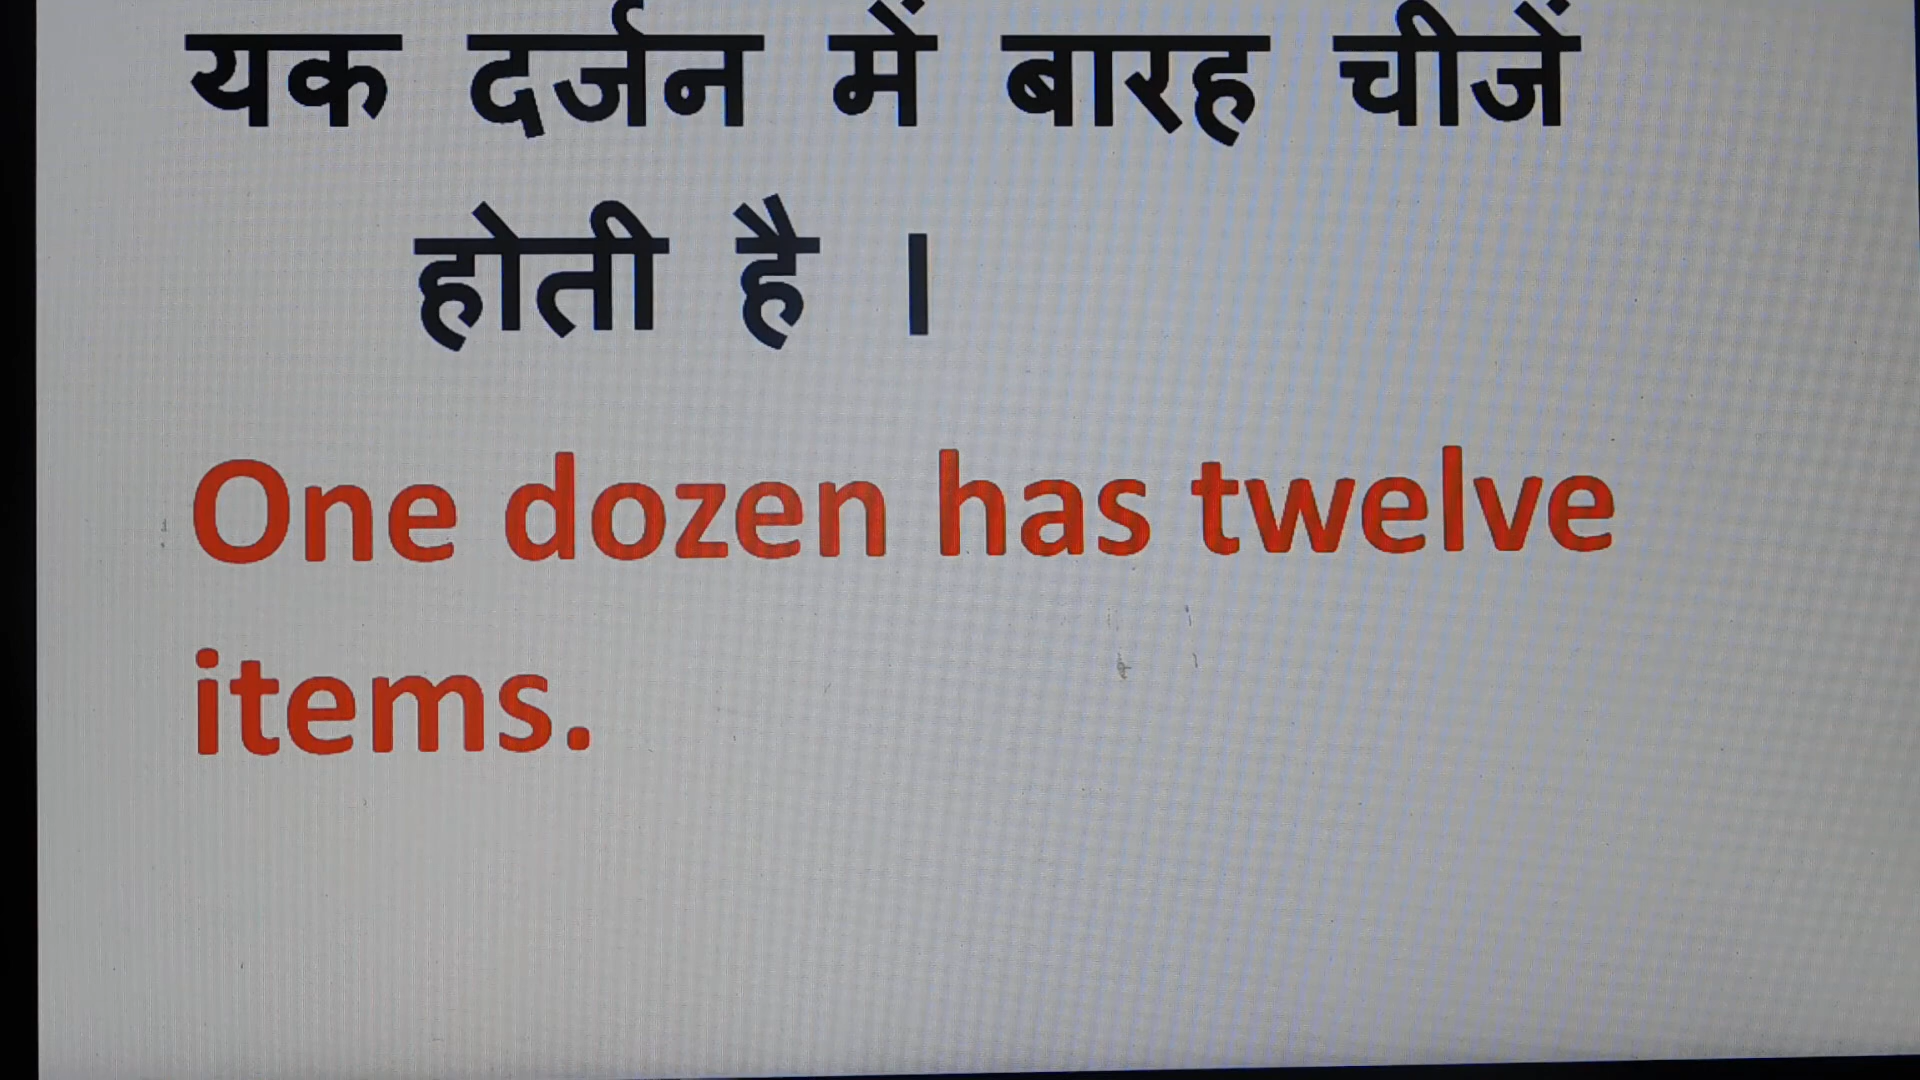 यक दर्जन में बारह चीजें
होती है ।
One dozen has twelve
items.